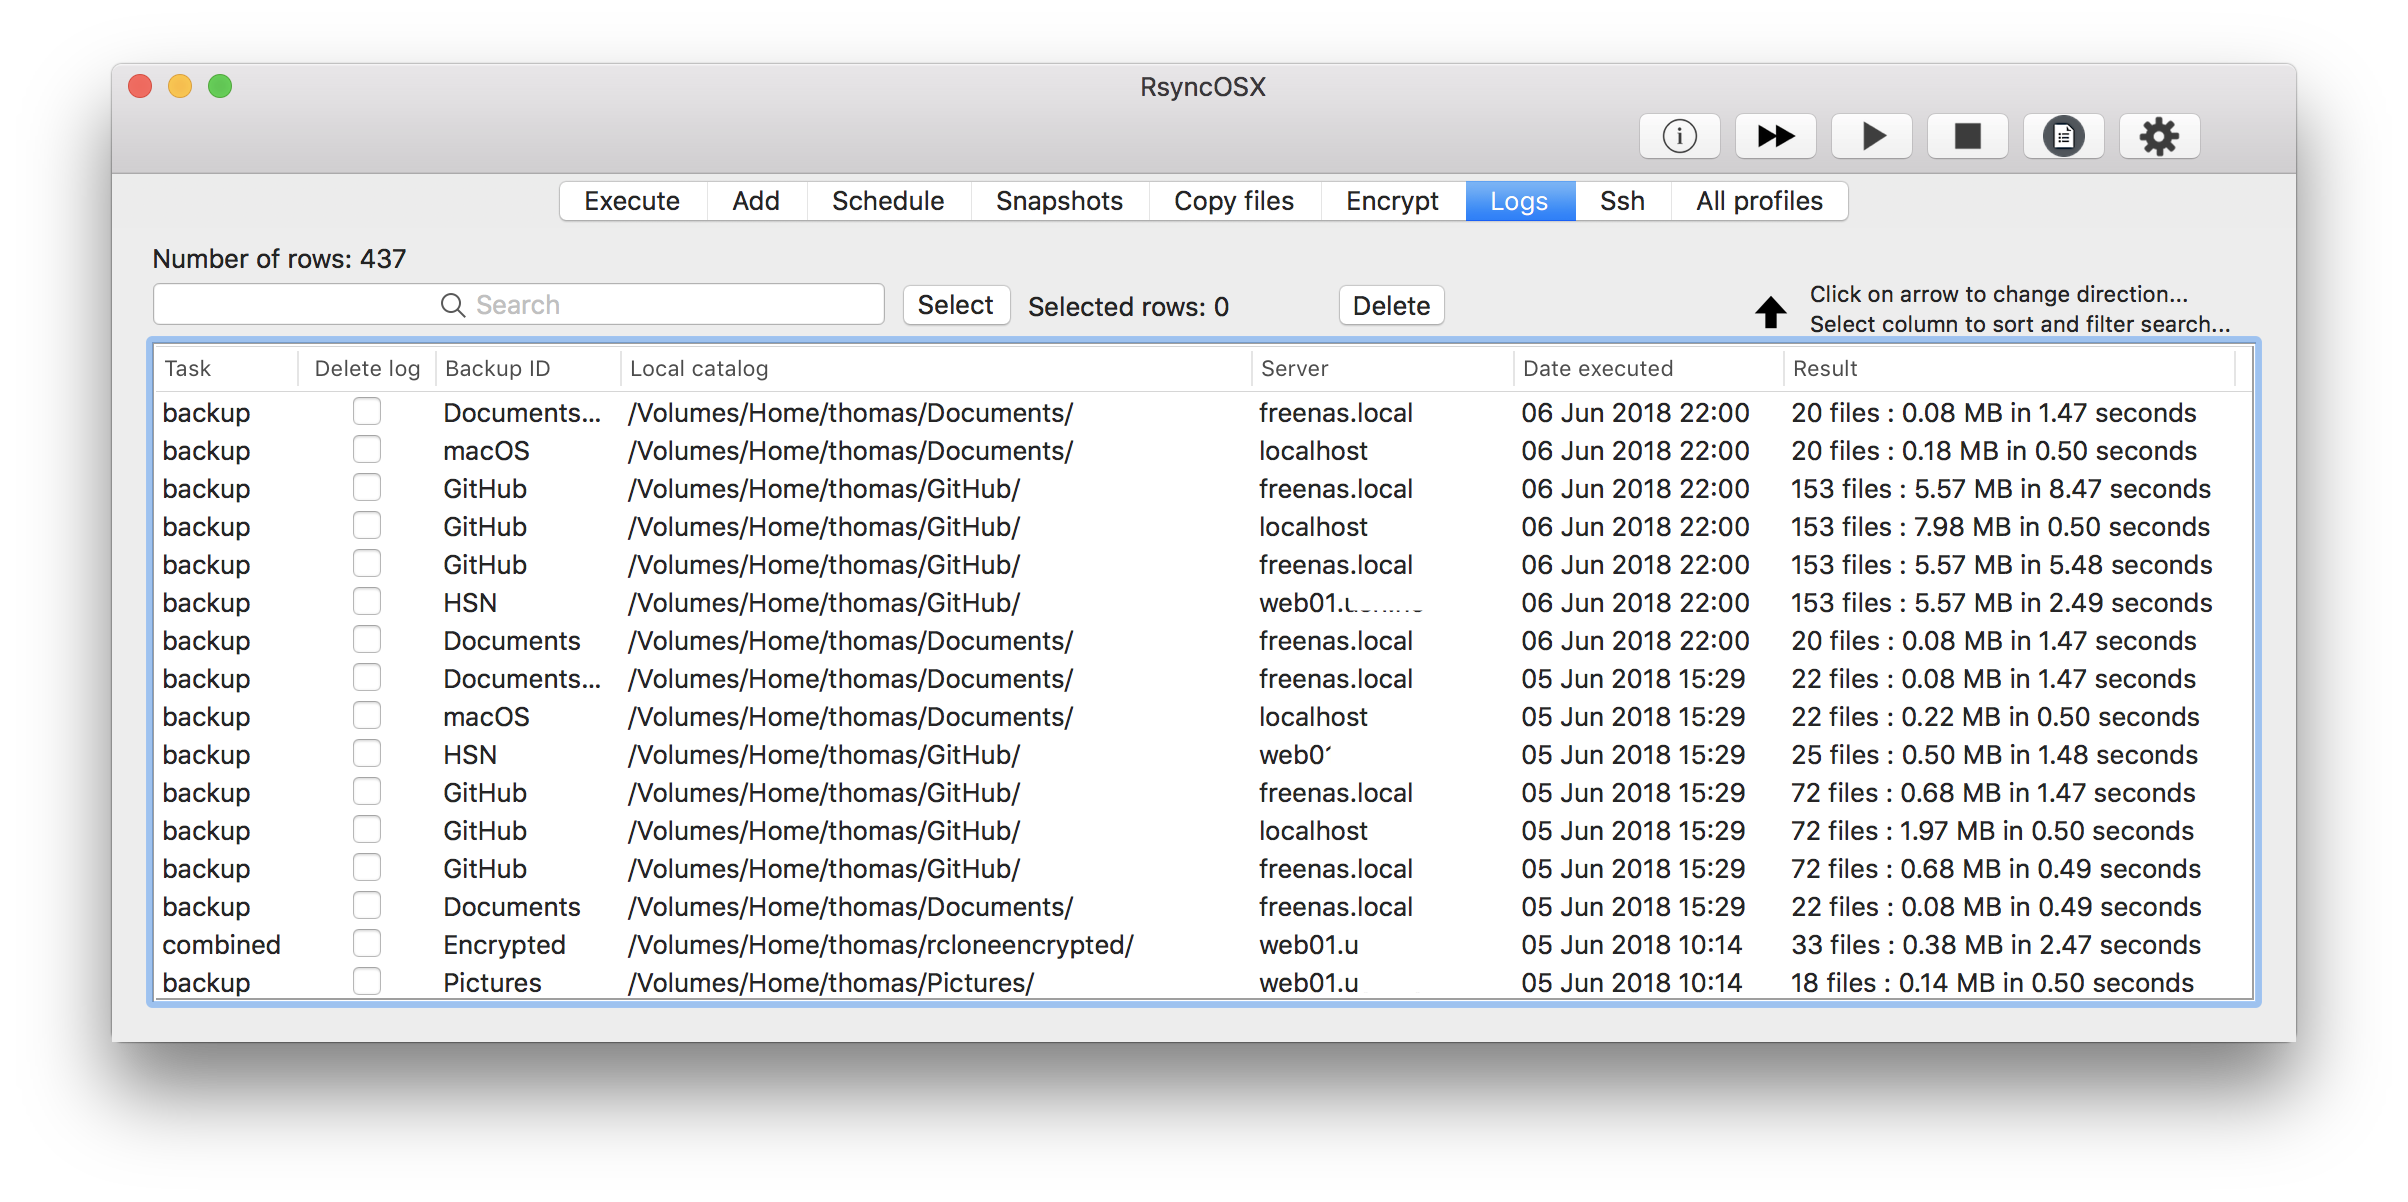 RsyncOSX
Execute Add Schedule Snapshots Copy files Encrypt Logs Ssh All profiles
Number of rows: 437
Search Select Selected rows: 0 Delete
Click on arrow to change direction...
Select column to sort and filter search...
Task Delete log Backup ID Local catalog Server Date executed Result
backup Documents... /Volumes/Home/thomas/Documents/ freenas.local 06 Jun 2018 22:00 20 files : 0.08 MB in 1.47 seconds
backup macOS /Volumes/Home/thomas/Documents/ localhost 06 Jun 2018 22:00 20 files : 0.18 MB in 0.50 seconds
backup GitHub /Volumes/Home/thomas/GitHub/ freenas.local 06 Jun 2018 22:00 153 files : 5.57 MB in 8.47 seconds
backup GitHub /Volumes/Home/thomas/GitHub/ localhost 06 Jun 2018 22:00 153 files : 7.98 MB in 0.50 seconds
backup GitHub /Volumes/Home/thomas/GitHub/ freenas.local 06 Jun 2018 22:00 153 files : 5.57 MB in 5.48 seconds
backup HSN /Volumes/Home/thomas/GitHub/ 06 Jun 2018 22:00 153 files : 5.57 MB in 2.49 seconds
backup Documents /Volumes/Home/thomas/Documents/ freenas.local 06 Jun 2018 22:00 20 files : 0.08 MB in 1.47 seconds
backup Documents... /Volumes/Home/thomas/Documents/ freenas.local 05 Jun 2018 15:29 22 files : 0.08 MB in 1.47 seconds
backup macOS /Volumes/Home/thomas/Documents/ localhost 05 Jun 2018 15:29 22 files : 0.22 MB in 0.50 seconds
backup HSN /Volumes/Home/thomas/GitHub/ 05 Jun 2018 15:29 25 files : 0.50 MB in 1.48 seconds
backup GitHub /Volumes/Home/thomas/GitHub/ freenas.local 05 Jun 2018 15:29 72 files : 0.68 MB in 1.47 seconds
backup GitHub /Volumes/Home/thomas/GitHub/ localhost 05 Jun 2018 15:29 72 files : 1.97 MB in 0.50 seconds
backup GitHub /Volumes/Home/thomas/GitHub/ freenas.local 05 Jun 2018 15:29 72 files : 0.68 MB in 0.49 seconds
backup Documents /Volumes/Home/thomas/Documents/ freenas.local 05 Jun 2018 15:29 22 files : 0.08 MB in 0.49 seconds
combined Encrypted /Volumes/Home/thomas/rcloneencrypted/ web01.u 05 Jun 2018 10:14 33 files : 0.38 MB in 2.47 seconds
backup Pictures /Volumes/Home/thomas/Pictures/ web01.u 05 Jun 2018 10:14 18 files : 0.14 MB in 0.50 seconds